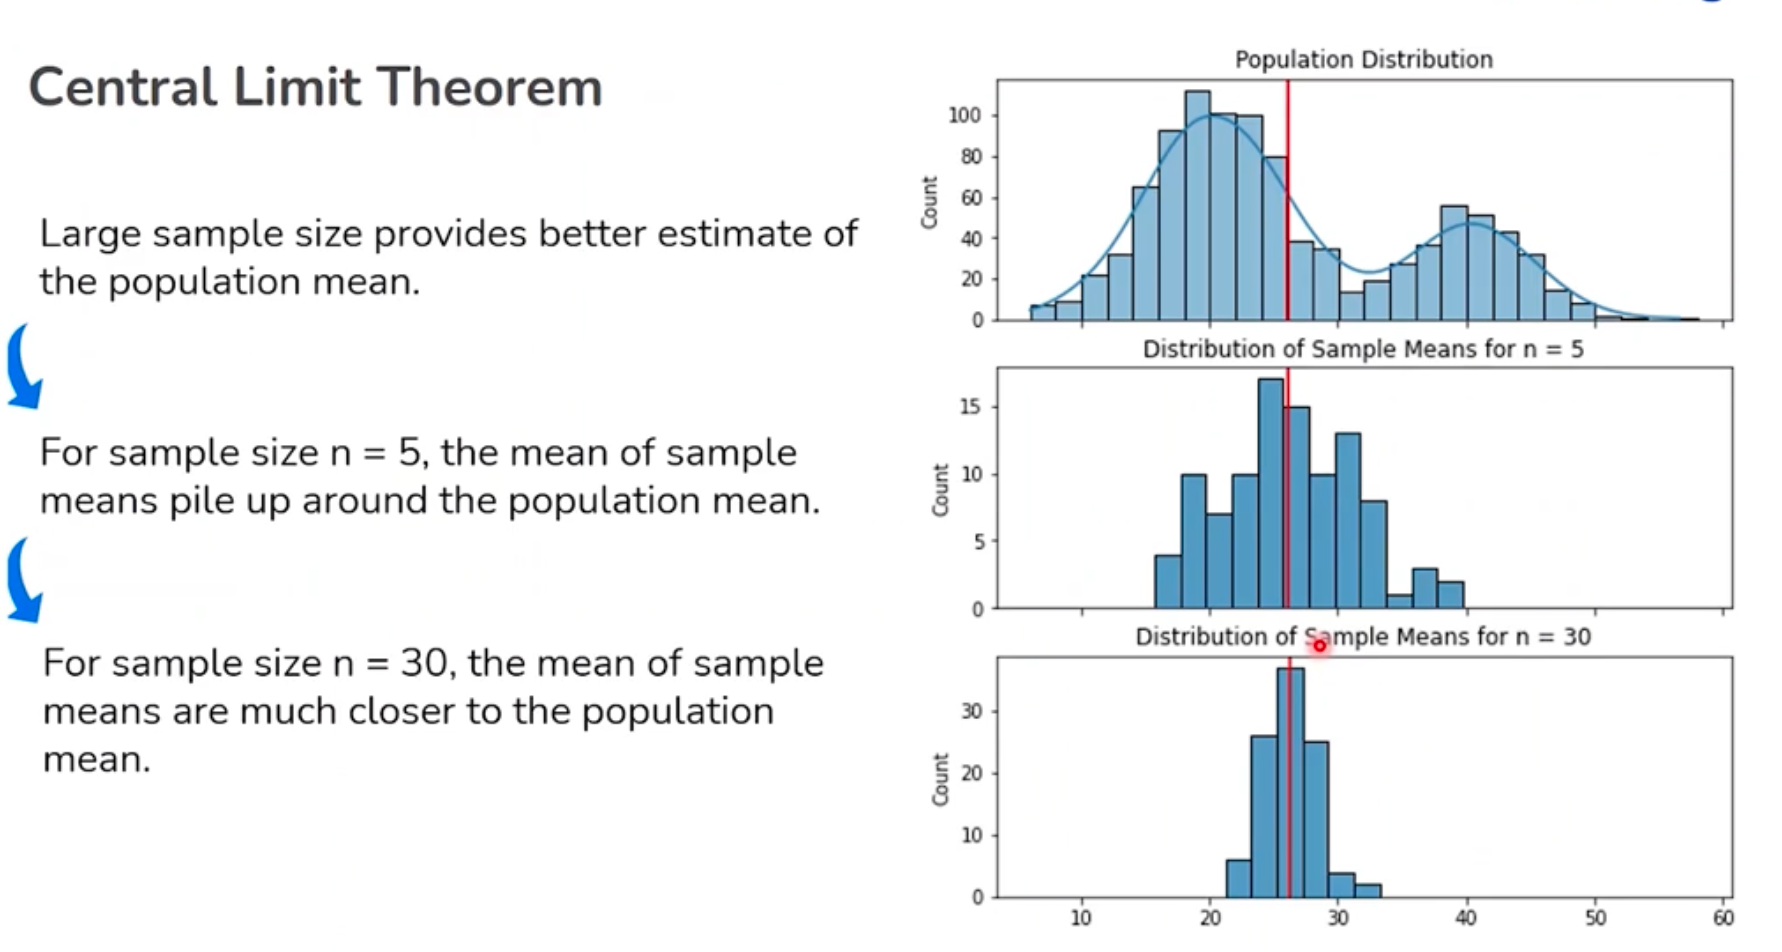 Central Limit Theorem
Large sample size provides better estimate of
the population mean.
For sample size n = 5, the mean of sample
means pile up around the population mean.
For sample size n = 30, the mean of sample
means are much closer to the population
mean.
Population Distribution
Count
100
80
60
40
20
0
Distribution of Sample Means for n = 5
Count
15
10
5
0
Distribution of Sample Means for n = 30
Count
30
20
10
0
10 20 30 40 50 60